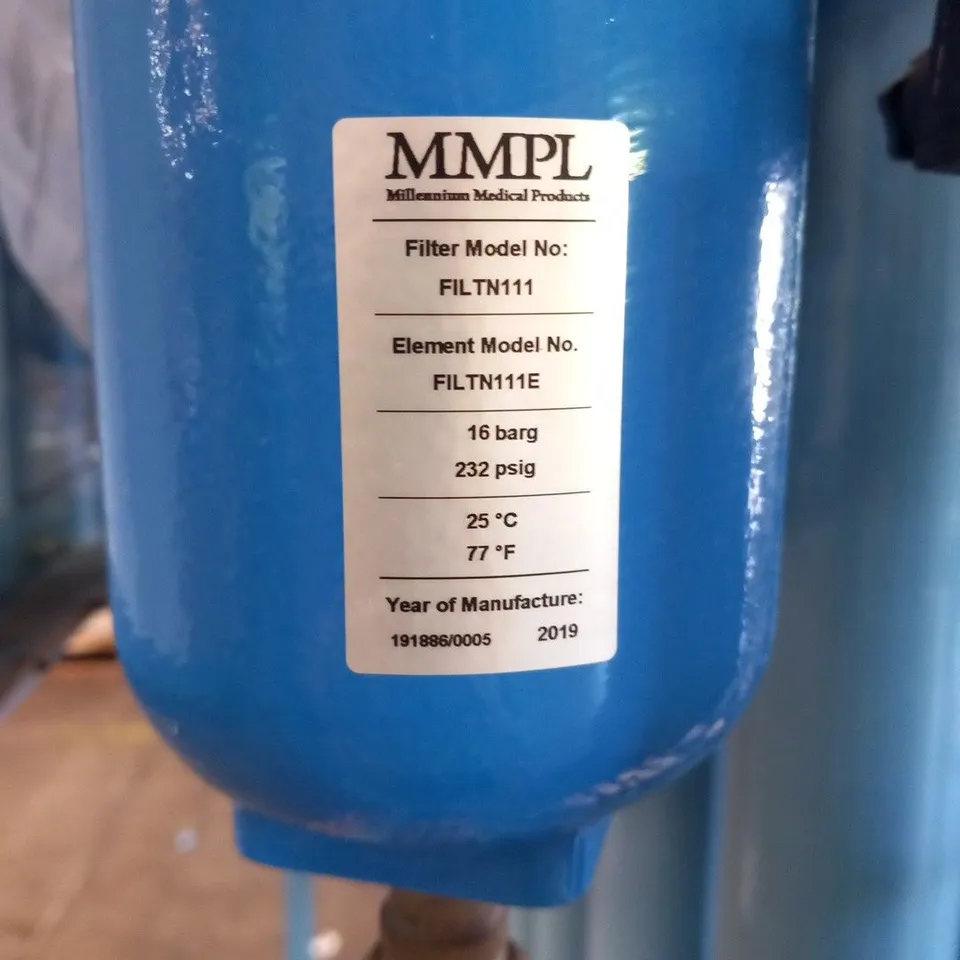 MMPL
Millennium Medical Products
Filter Model No:
FILTN111
Element Model No.
FILTN111E
16 barg
232 psig
25 °C
77 °F
Year of Manufacture:
191886/0005 2019